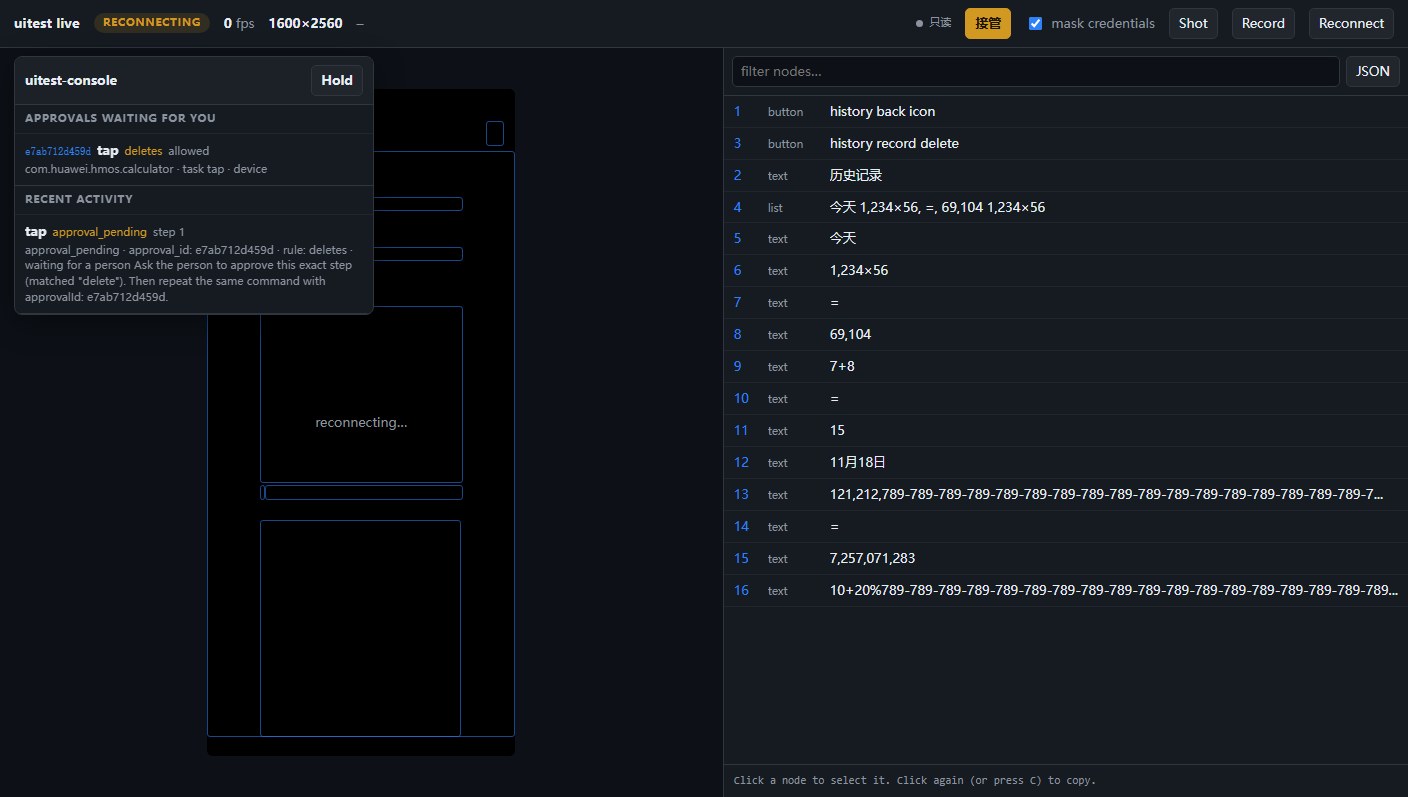 uitest live RECONNECTING 0 fps 1600×2560 –
只读 接管 mask credentials Shot Record Reconnect
uitest-console Hold
APPROVALS WAITING FOR YOU
e7ab712d459d tap deletes allowed
com.huawei.hmos.calculator · task tap · device
RECENT ACTIVITY
tap approval_pending step 1
approval_pending · approval_id: e7ab712d459d · rule: deletes ·
waiting for a person Ask the person to approve this exact step
(matched "delete"). Then repeat the same command with
approvalId: e7ab712d459d.
reconnecting...
filter nodes... JSON
1 button history back icon
3 button history record delete
2 text 历史记录
4 list 今天 1,234×56, =, 69,104 1,234×56
5 text 今天
6 text 1,234×56
7 text =
8 text 69,104
9 text 7+8
10 text =
11 text 15
12 text 11月18日
13 text 121,212,789-789-789-789-789-789-789-789-789-789-789-789-789-789-789-789-789-789-7...
14 text =
15 text 7,257,071,283
16 text 10+20%789-789-789-789-789-789-789-789-789-789-789-789-789-789-789-789-789-789...
Click a node to select it. Click again (or press C) to copy.